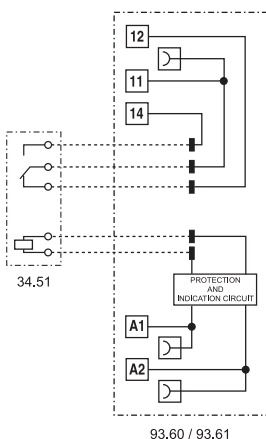 12
11
14
34.51
PROTECTION
AND
INDICATION CIRCUIT
A1
A2
93.60 / 93.61